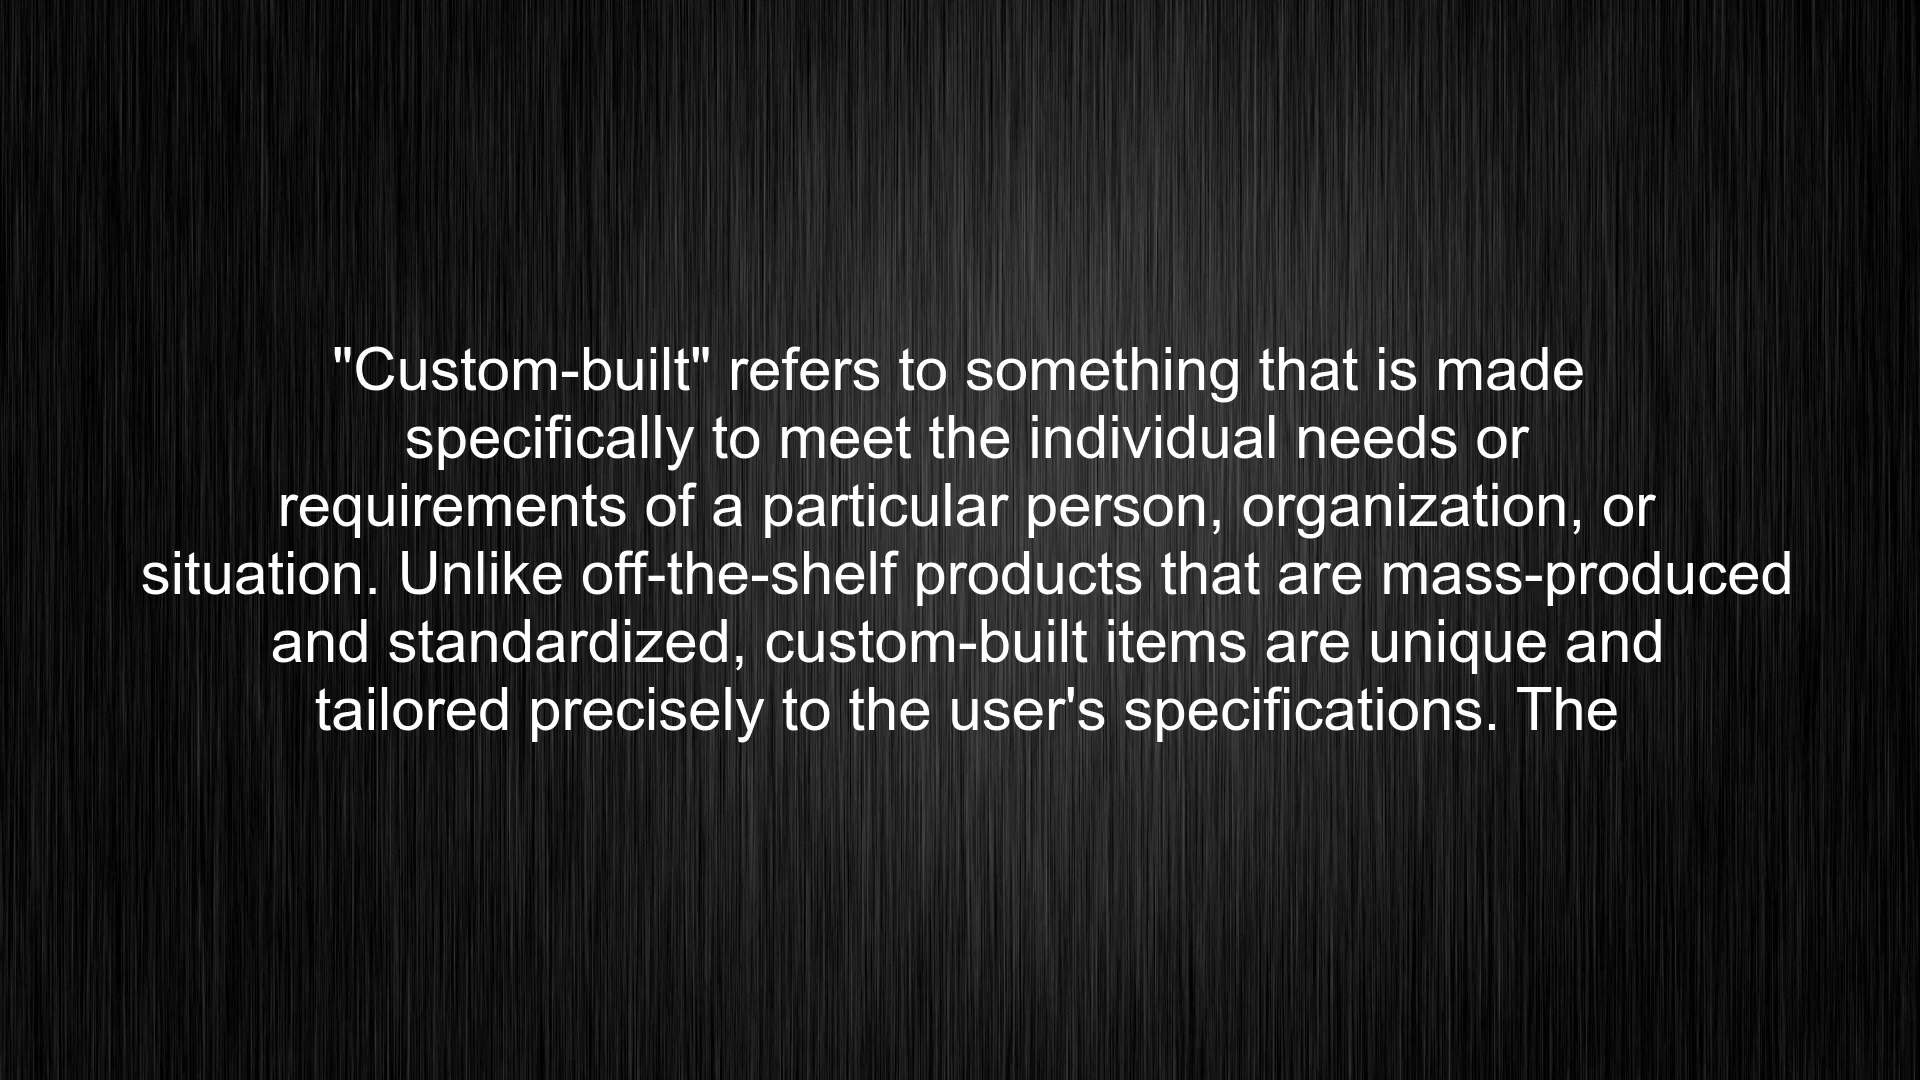 "Custom-built" refers to something that is made
specifically to meet the individual needs or
requirements of a particular person, organization, or
situation. Unlike off-the-shelf products that are mass-produced
and standardized, custom-built items are unique and
tailored precisely to the user's specifications. The